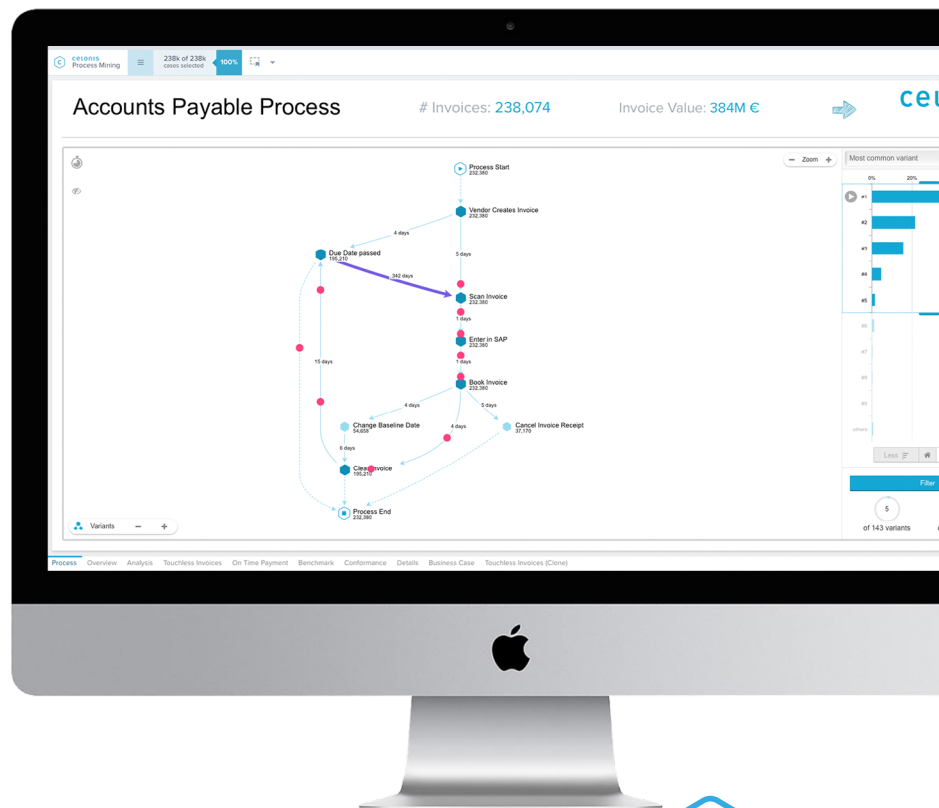 celonis
Process Mining
238k of 238k
cases selected
100%
Accounts Payable Process
# Invoices: 238,074
Invoice Value: 384M €
Zoom
Most common variant
0%
20%
Process Start
232,380
Vendor Creates Invoice
232,380
4 days
Due Date passed
195,210
5 days
342 days
Scan Invoice
232,380
1 days
Enter in SAP
232,380
15 days
1 days
Book Invoice
232,380
4 days
5 days
Change Baseline Date
54,658
4 days
Cancel Invoice Receipt
37,170
6 days
195,210
Process End
232,380
#1
#2
#3
#4
#5
#6
#7
#8
#9
others
Less
Filter
5
of 143 variants
Variants
Process
Overview
Analysis
Touchless Invoices
On Time Payment
Benchmark
Conformance
Details
Business Case
Touchless Invoices (Clone)